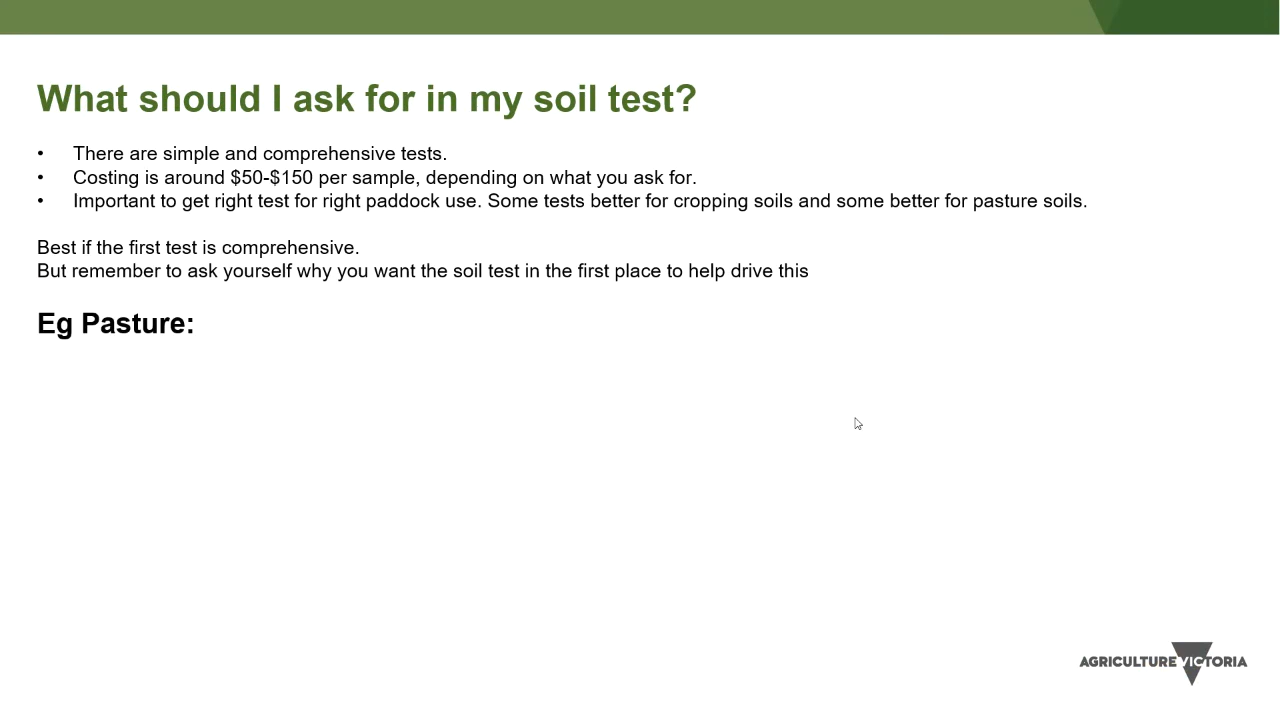 What should I ask for in my soil test?
• There are simple and comprehensive tests.
• Costing is around $50-$150 per sample, depending on what you ask for.
• Important to get right test for right paddock use. Some tests better for cropping soils and some better for pasture soils.
Best if the first test is comprehensive.
But remember to ask yourself why you want the soil test in the first place to help drive this
Eg Pasture:
AGRICULTURE VICTORIA